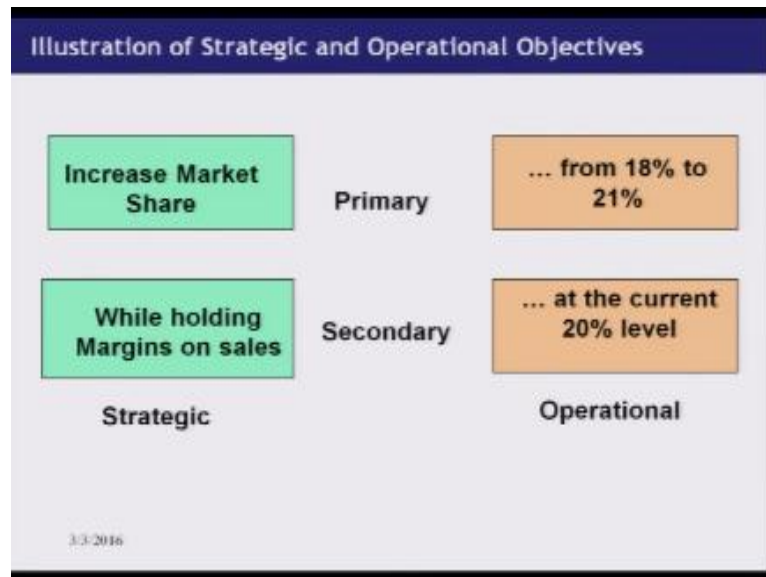 Illustration of Strategic and Operational Objectives
Increase Market
Share
Primary
... from 18% to
21%
While holding
Margins on sales
Secondary
... at the current
20% level
Strategic
Operational
3/3/2016